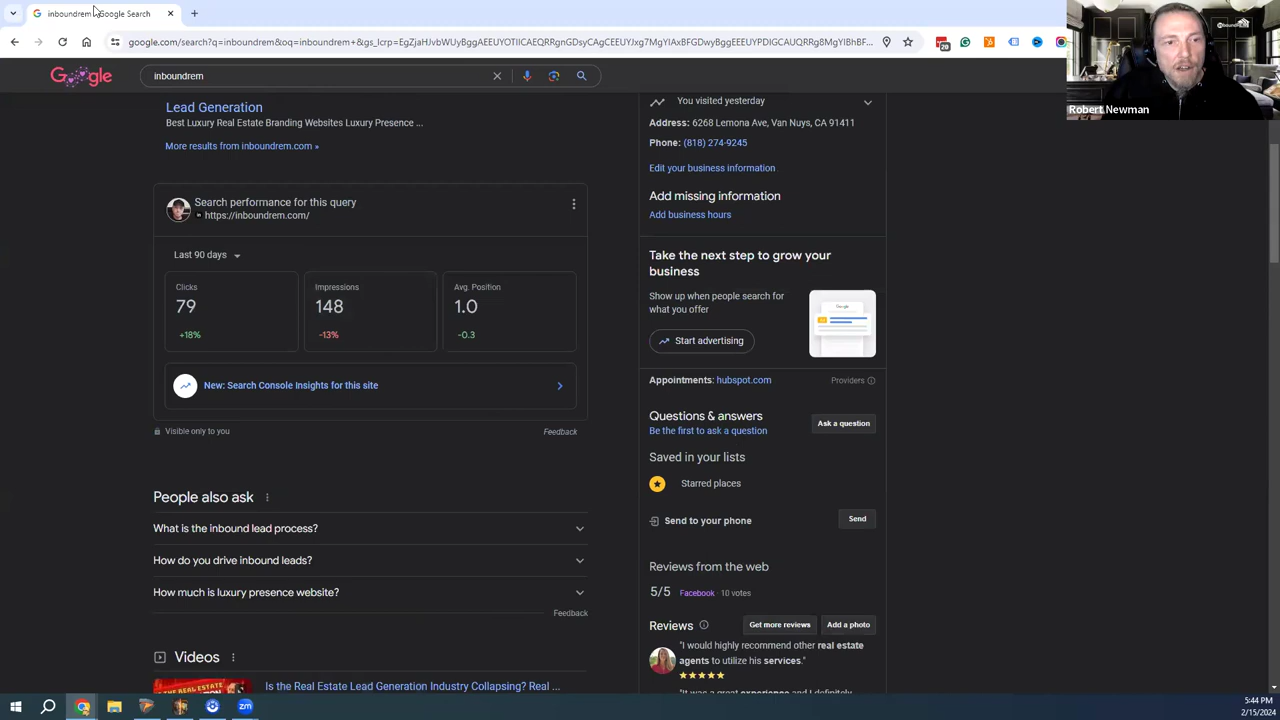 inboundrem - Google Search
google.com/search?q=inboundrem&rlz=
20
Google
inboundrem
Robert Newman
Lead Generation
Best Luxury Real Estate Branding Websites Luxury Presence ...
More results from inboundrem.com »
Search performance for this query
https://inboundrem.com/
Last 90 days
Clicks
79
+18%
Impressions
148
-13%
Avg. Position
1.0
-0.3
New: Search Console Insights for this site
Visible only to you
Feedback
People also ask
What is the inbound lead process?
How do you drive inbound leads?
How much is luxury presence website?
Feedback
Videos
Is the Real Estate Lead Generation Industry Collapsing? Real ...
You visited yesterday
Address: 6268 Lemona Ave, Van Nuys, CA 91411
Phone: (818) 274-9245
Edit your business information
Add missing information
Add business hours
Take the next step to grow your
business
Show up when people search for
what you offer
Start advertising
Appointments: hubspot.com
Providers
Questions & answers
Be the first to ask a question
Ask a question
Saved in your lists
Starred places
Send to your phone
Send
Reviews from the web
5/5 Facebook · 10 votes
Reviews
Get more reviews
Add a photo
"I would highly recommend other real estate
agents to utilize his services."
"It was a great experience and I definitely
5:44 PM
2/15/2024